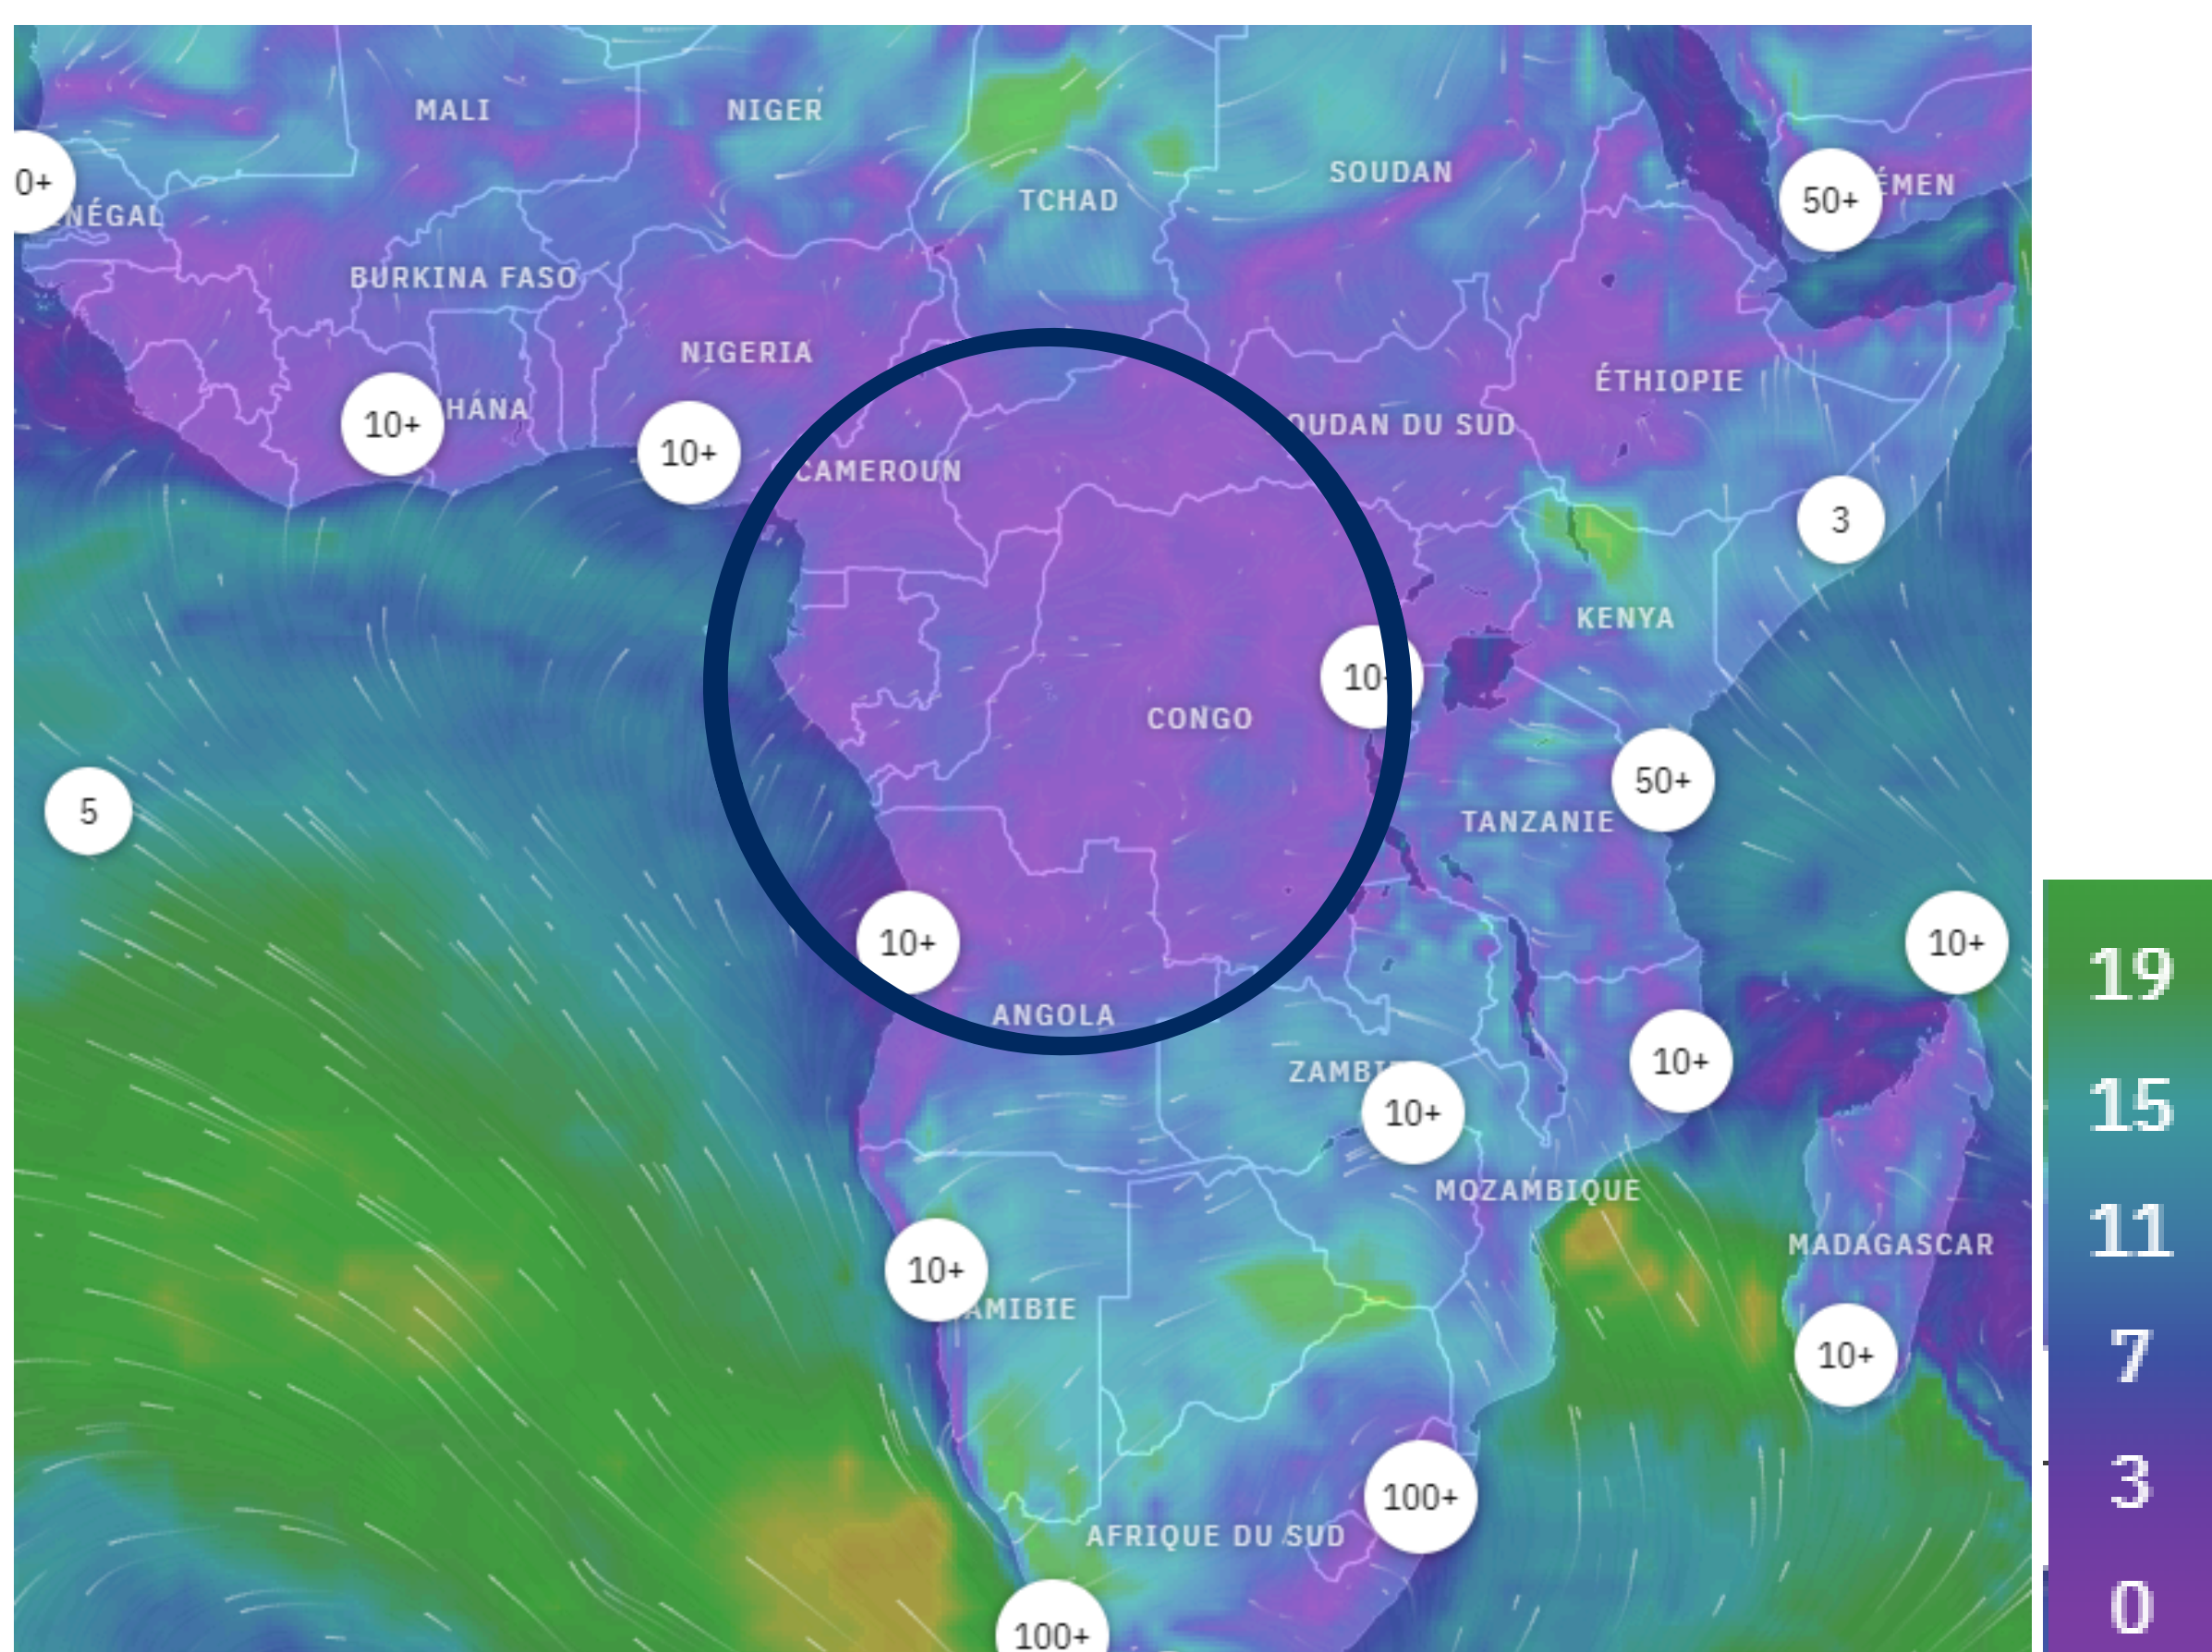 MALI
NIGER
SOUDAN
0+
NÉGAL
TCHAD
50+
ÉMEN
BURKINA FASO
NIGERIA
ÉTHIOPIE
10+
HÁNA
10+
CAMEROUN
OUDAN DU SUD
3
KENYA
10+
CONGO
50+
5
TANZANIE
10+
10+
19
ANGOLA
ZAMBI
10+
10+
15
MOZAMBIQUE
11
MADAGASCAR
10+
AMIBIE
10+
7
100+
3
AFRIQUE DU SUD
100+
0